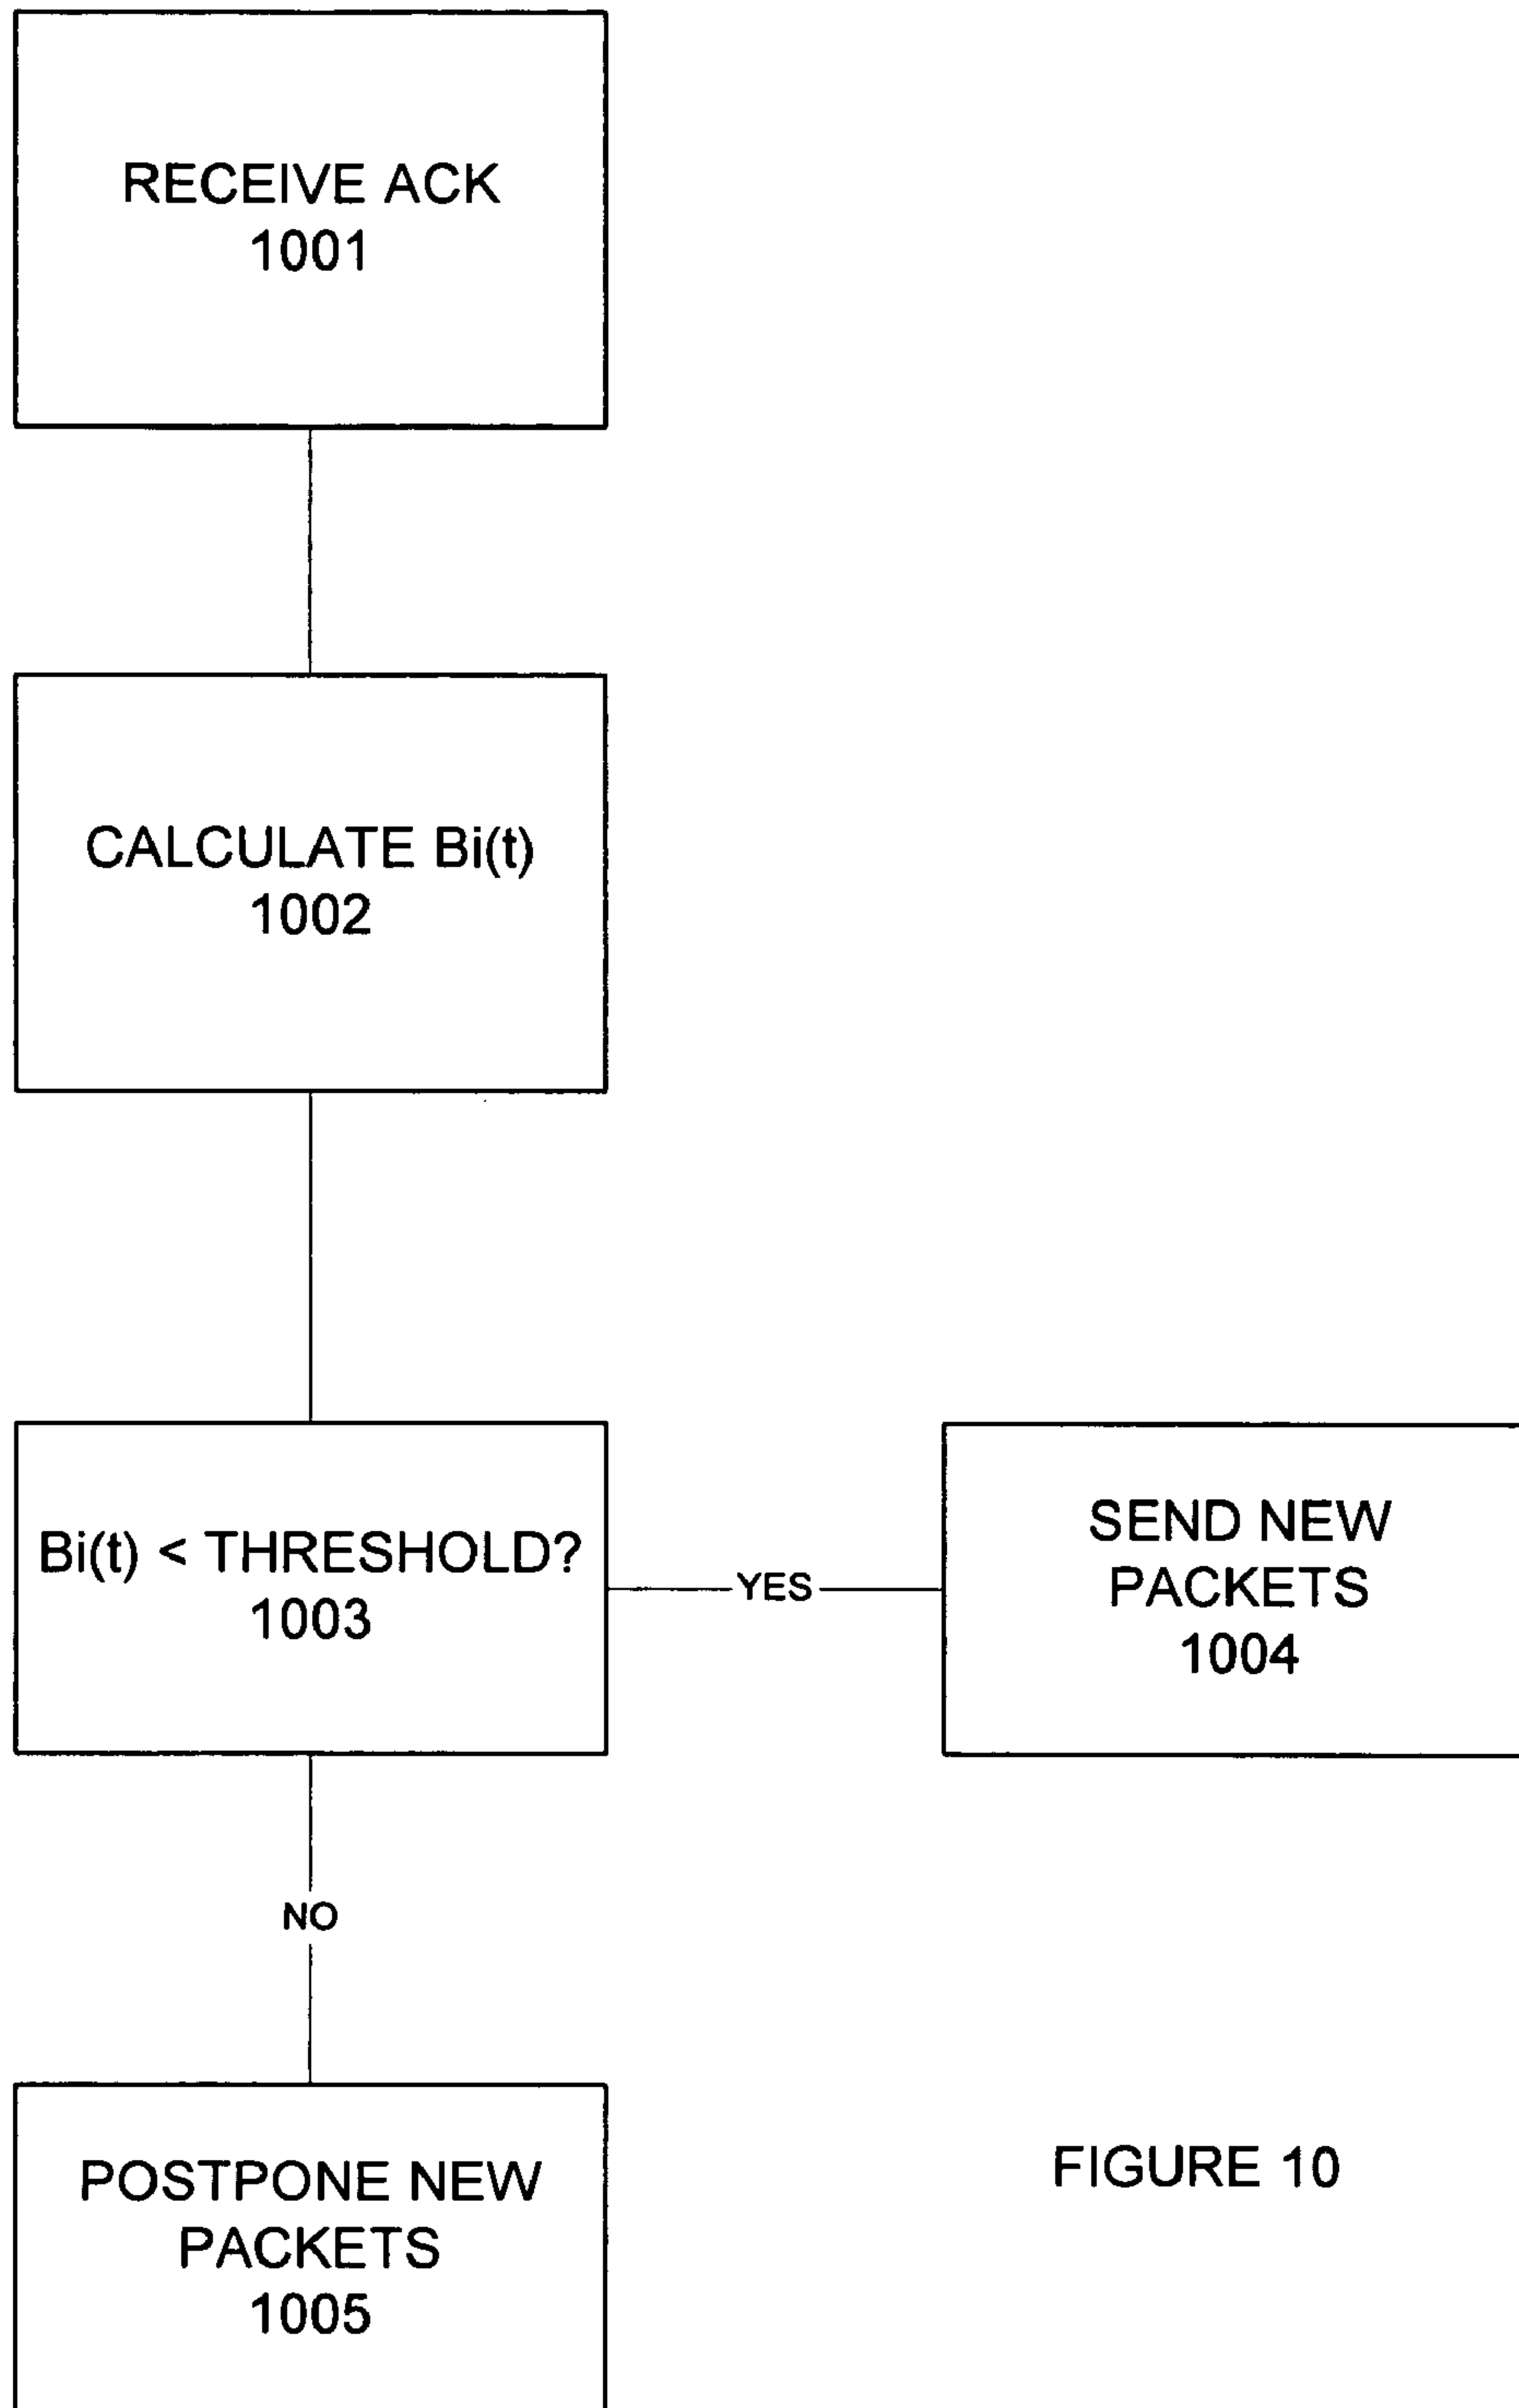 RECEIVE ACK
1001
CALCULATE Bi(t)
1002
Bi(t) < THRESHOLD?
1003
YES
SEND NEW
PACKETS
1004
NO
POSTPONE NEW
PACKETS
1005
FIGURE 10